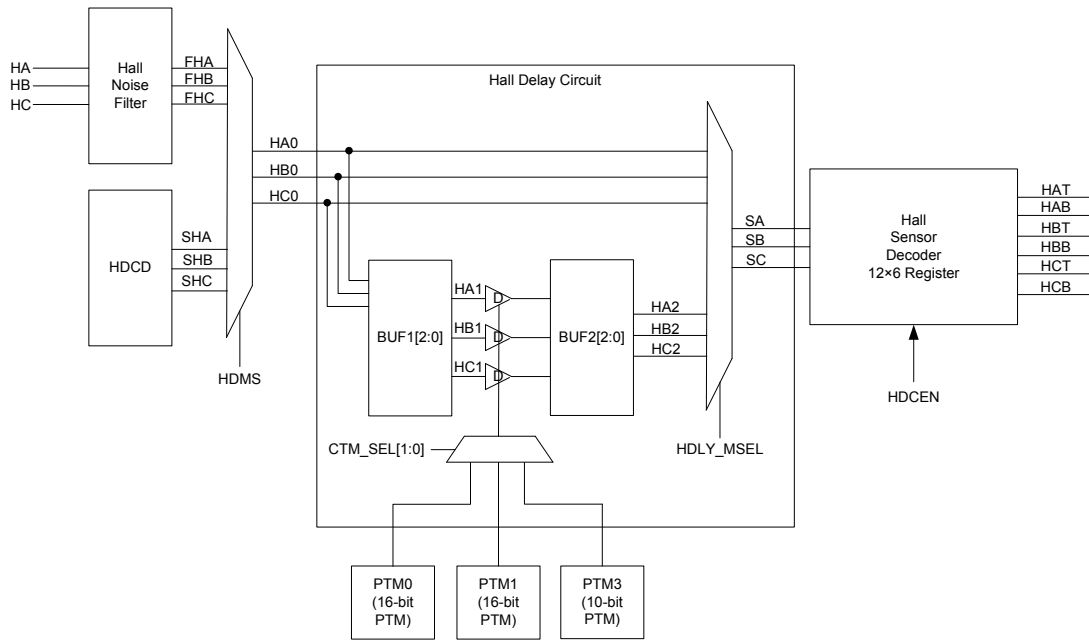 Hall
Noise
Filter
HA
HB
HC
FHA
FHB
FHC
HDCD
SHA
SHB
SHC
HDMS
HA0
HB0
HC0
Hall Delay Circuit
BUF1[2:0]
HA1
HB1
HC1
D
D
D
BUF2[2:0]
HA2
HB2
HC2
CTM_SEL[1:0]
HDLY_MSEL
SA
SB
SC
Hall
Sensor
Decoder
12×6 Register
HAT
HAB
HBT
HBB
HCT
HCB
HDCEN
PTM0
(16-bit
PTM)
PTM1
(16-bit
PTM)
PTM3
(10-bit
PTM)